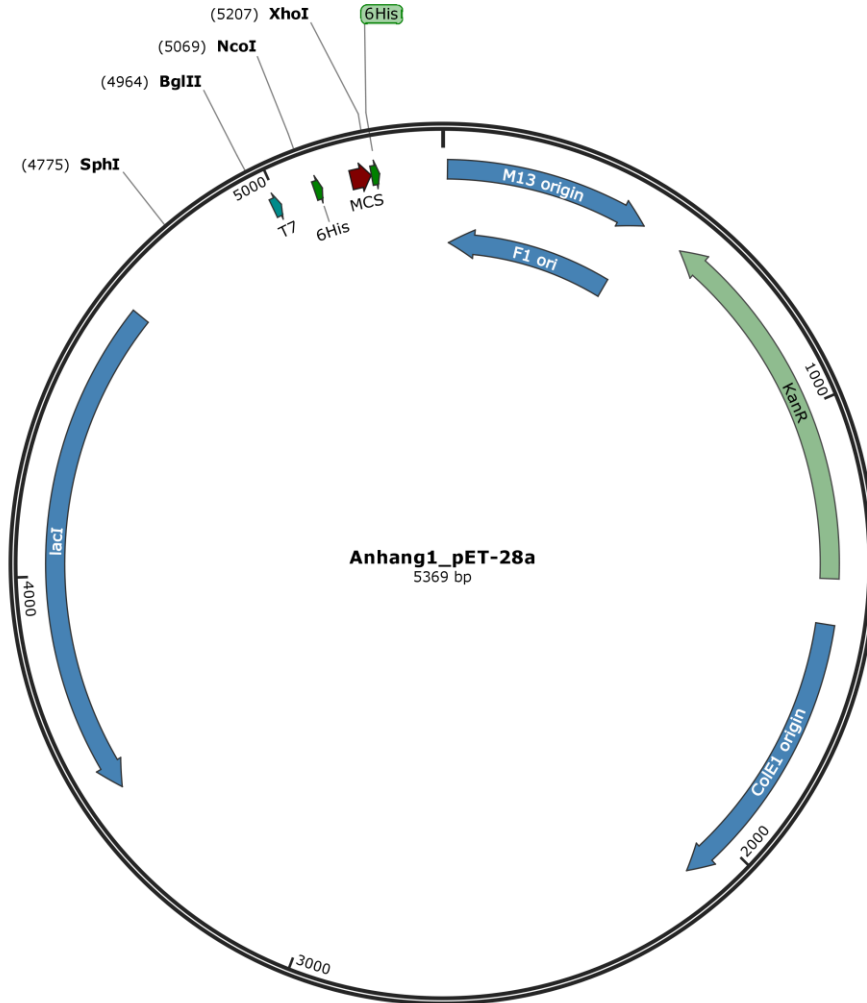 (5207) XhoI
6His
(5069) NcoI
(4964) BglII
(4775) SphI
5000
T7
6His
MCS
M13 origin
F1 ori
KanR
1000
lacI
Anhang1_pET-28a
5369 bp
4000
ColE1 origin
2000
3000